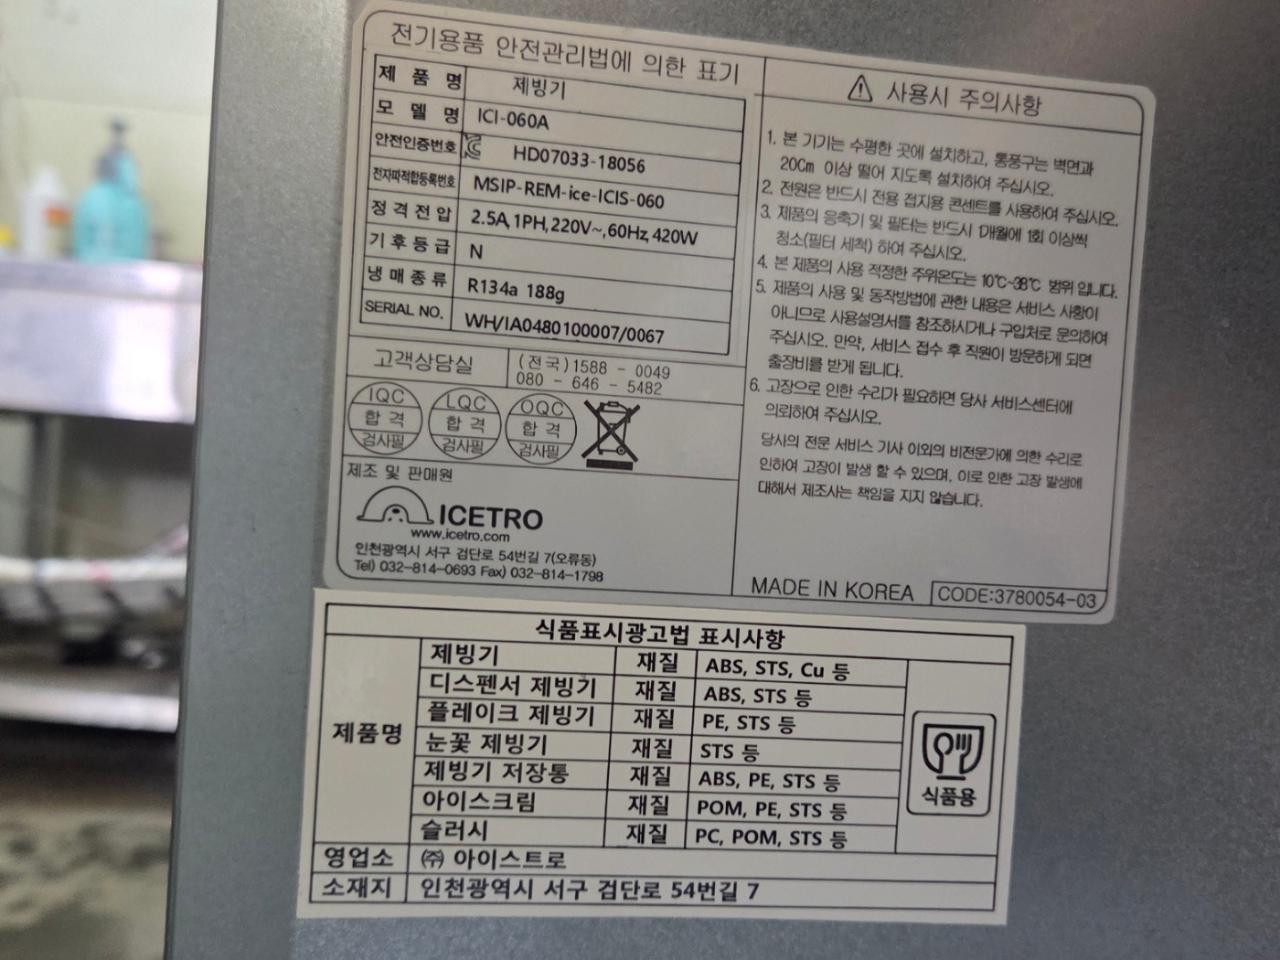 전기용품 안전관리법에 의한 표기
제 품 명 제빙기
모 델 명 ICI-060A
안전인증번호 HD07033-18056
전자파적합등록번호 MSIP-REM-ice-ICIS-060
정 격 전 압 2.5A, 1PH, 220V~, 60Hz, 420W
기 후 등 급 N
냉 매 종 류 R134a 188g
SERIAL NO. WH/IA0480100007/0067
고객상담실 (전국)1588 - 0049
080 - 646 - 5482
IQC 합격 검사필
LQC 합격 검사필
OQC 합격 검사필
제조 및 판매원
ICETRO
www.icetro.com
인천광역시 서구 검단로 54번길 7(오류동)
Tel) 032-814-0693 Fax) 032-814-1798
사용시 주의사항
1. 본 기기는 수평한 곳에 설치하고, 통풍구는 벽면과
20Cm 이상 떨어 지도록 설치하여 주십시오.
2. 전원은 반드시 전용 접지용 콘센트를 사용하여 주십시오.
3. 제품의 응축기 및 필터는 반드시 1개월에 1회 이상씩
청소(필터 세척) 하여 주십시오.
4. 본 제품의 사용 적정한 주위온도는 10℃~38℃ 범위 입니다.
5. 제품의 사용 및 동작방법에 관한 내용은 서비스 사항이
아니므로 사용설명서를 참조하시거나 구입처로 문의하여
주십시오. 만약, 서비스 접수 후 직원이 방문하게 되면
출장비를 받게 됩니다.
6. 고장으로 인한 수리가 필요하면 당사 서비스센터에
의뢰하여 주십시오.
당사의 전문 서비스 기사 이외의 비전문가에 의한 수리로
인하여 고장이 발생 할 수 있으며, 이로 인한 고장 발생에
대해서 제조사는 책임을 지지 않습니다.
MADE IN KOREA CODE:3780054-03
식품표시광고법 표시사항
제품명
제빙기 재질 ABS, STS, Cu 등
디스펜서 제빙기 재질 ABS, STS 등
플레이크 제빙기 재질 PE, STS 등
눈꽃 제빙기 재질 STS 등
제빙기 저장통 재질 ABS, PE, STS 등
아이스크림 재질 POM, PE, STS 등
슬러시 재질 PC, POM, STS 등
식품용
영업소 ㈜ 아이스트로
소재지 인천광역시 서구 검단로 54번길 7